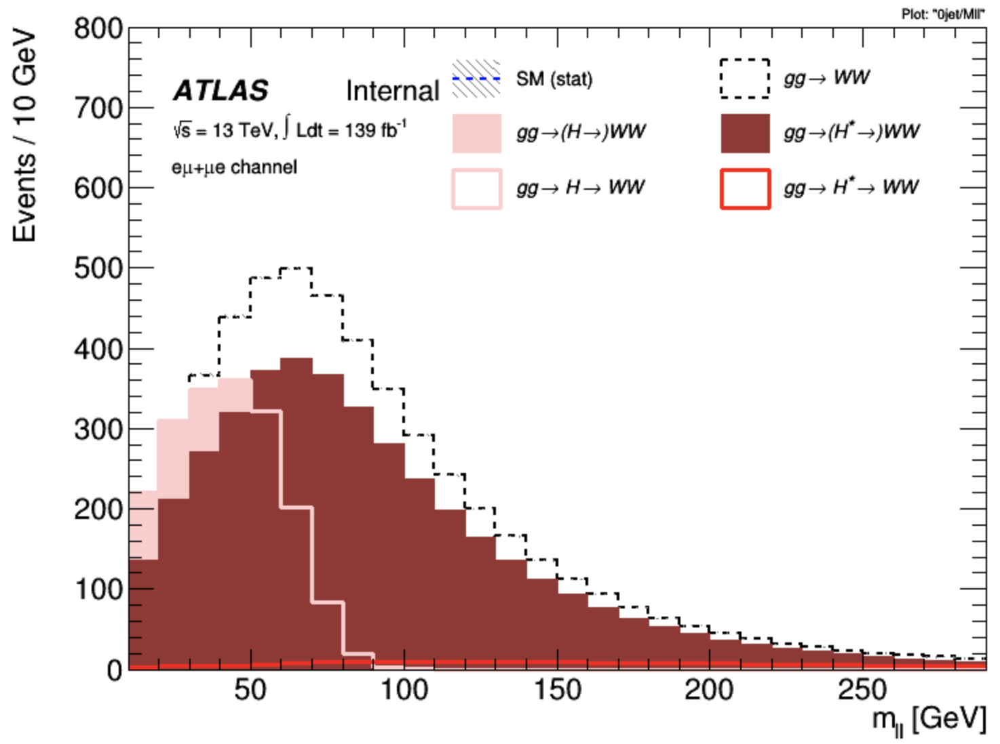 Plot: "0jet/Mll"
ATLAS Internal
√s = 13 TeV, ∫ Ldt = 139 fb⁻¹
eμ+μe channel
SM (stat)
gg→ WW
gg→(H→)WW
gg→(H*→)WW
gg→ H→ WW
gg→ H*→ WW
Events / 10 GeV
800
700
600
500
400
300
200
100
0
50 100 150 200 250
m_ll [GeV]